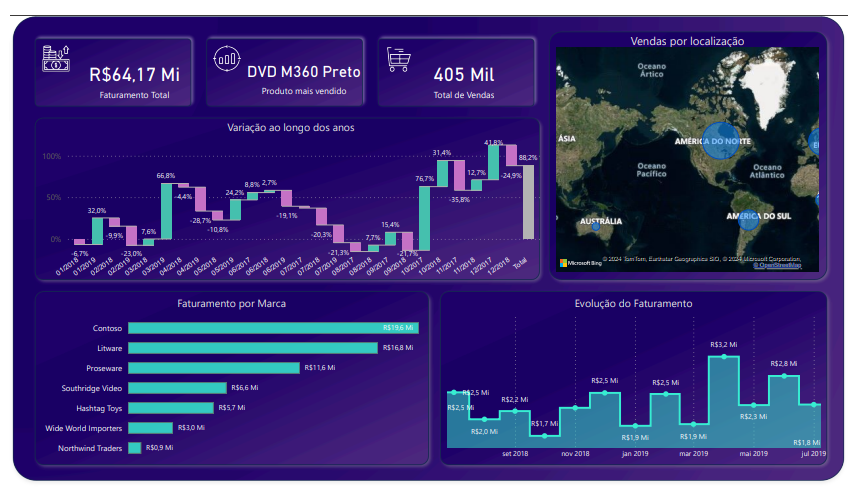 R$64,17 Mi
Faturamento Total
DVD M360 Preto
Produto mais vendido
405 Mil
Total de Vendas
Vendas por localização
Oceano
Ártico
ÁSIA
AMÉRICA DO NORTE
Oceano
Pacífico
Oceano
Atlântico
AUSTRÁLIA
AMÉRICA DO SUL
Microsoft Bing
© 2024 TomTom, Earthstar Geographics SIO, © 2024 Microsoft Corporation,
© OpenStreetMap
Variação ao longo dos anos
100%
50%
0%
-6,7%
32,0%
-9,9%
-23,0%
7,6%
66,8%
-4,4%
-28,7%
-10,8%
24,2%
8,8%
2,7%
-19,1%
-20,3%
-21,3%
7,7%
15,4%
-21,7%
76,7%
31,4%
-35,8%
12,7%
41,8%
-24,9%
88,2%
01/2018
01/2019
02/2018
02/2019
03/2018
03/2019
04/2018
04/2019
05/2018
05/2019
06/2017
06/2018
06/2019
07/2017
07/2018
07/2019
08/2017
08/2018
09/2017
09/2018
10/2017
10/2018
11/2017
11/2018
12/2017
12/2018
Total
Faturamento por Marca
Contoso R$19,6 Mi
Litware R$16,8 Mi
Proseware R$11,6 Mi
Southridge Video R$6,6 Mi
Hashtag Toys R$5,7 Mi
Wide World Importers R$3,0 Mi
Northwind Traders R$0,9 Mi
Evolução do Faturamento
R$2,5 Mi
R$2,5 Mi
R$2,0 Mi
R$2,2 Mi
R$1,7 Mi
R$2,5 Mi
R$1,9 Mi
R$2,5 Mi
R$1,9 Mi
R$3,2 Mi
R$2,3 Mi
R$2,8 Mi
R$1,8 Mi
set 2018
nov 2018
jan 2019
mar 2019
mai 2019
jul 2019